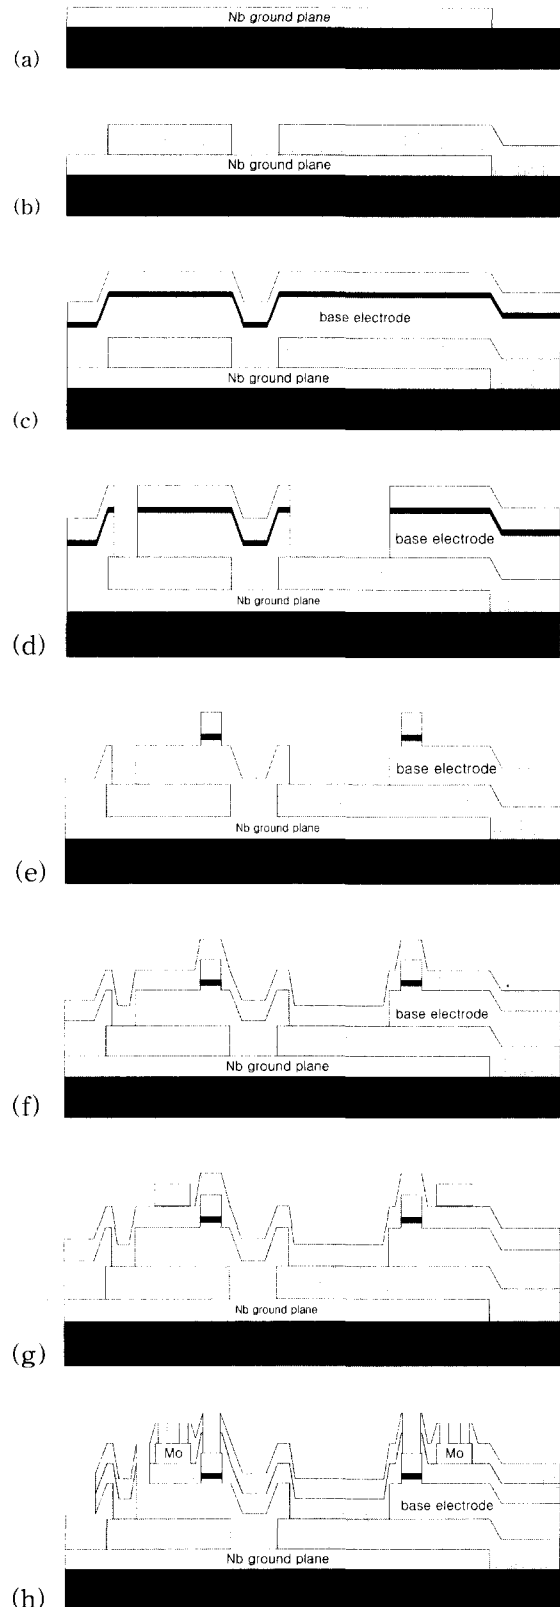 Nb ground plane
(a)
Nb ground plane
(b)
base electrode
Nb ground plane
(c)
base electrode
Nb ground plane
(d)
base electrode
Nb ground plane
(e)
base electrode
Nb ground plane
(f)
Nb ground plane
(g)
Mo
Mo
base electrode
Nb ground plane
(h)